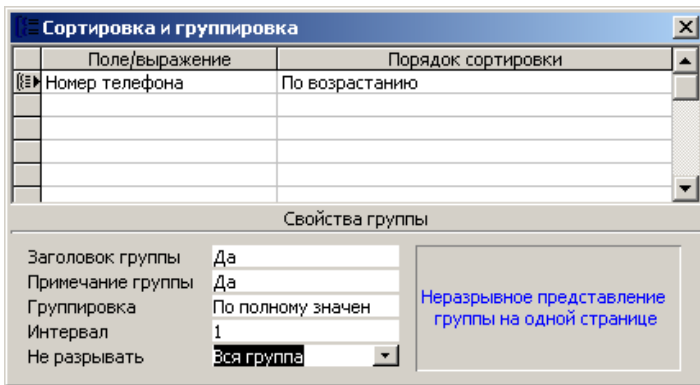 Сортировка и группировка
Поле/выражение Порядок сортировки
Номер телефона По возрастанию
Свойства группы
Заголовок группы Да
Примечание группы Да
Группировка По полному значен
Интервал 1
Не разрывать Вся группа
Неразрывное представление
группы на одной странице